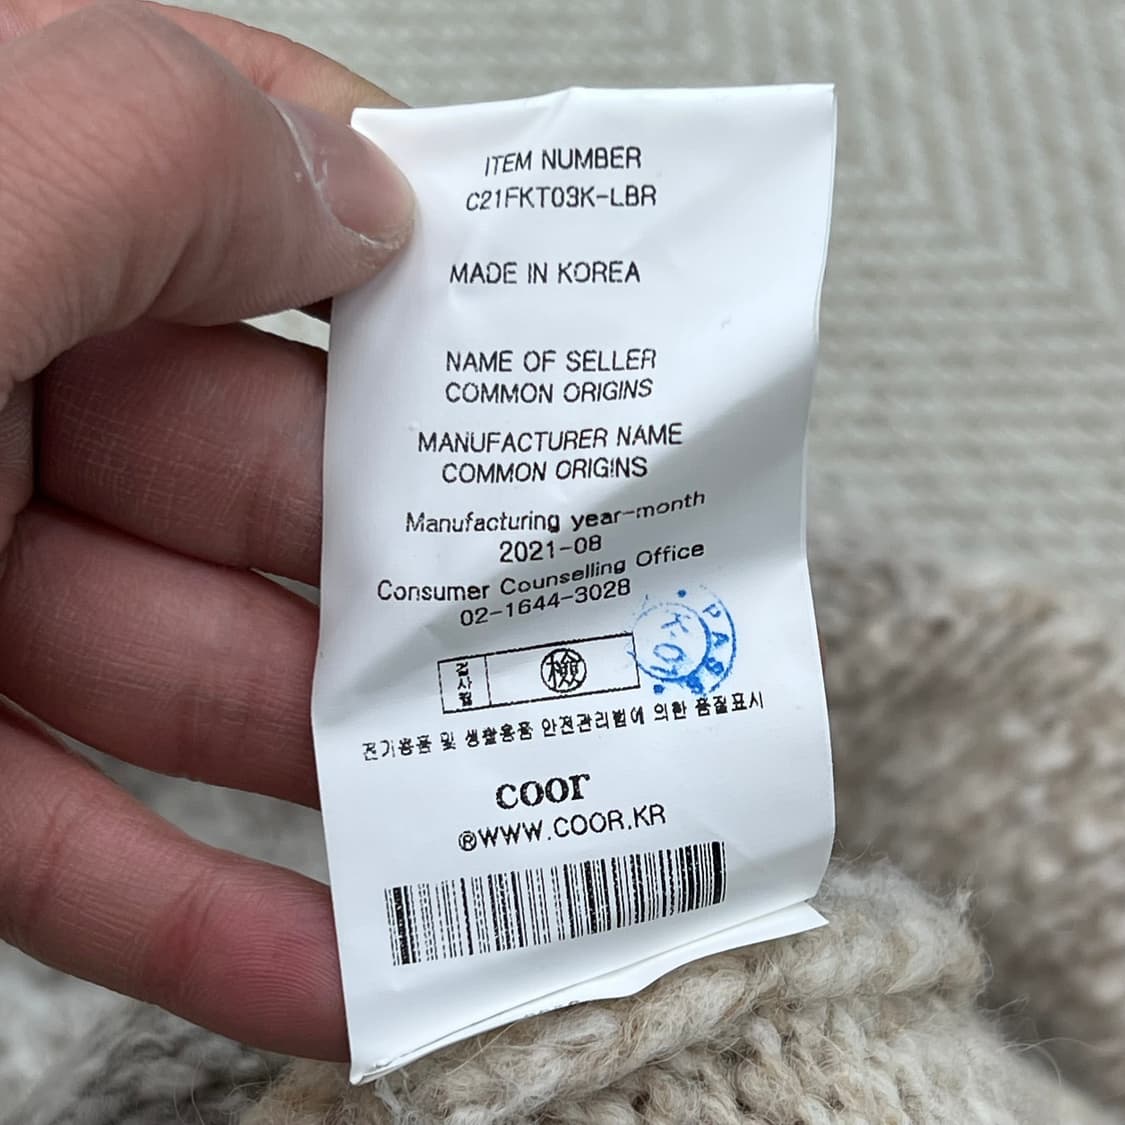 ITEM NUMBER
C21FKT03K-LBR
MADE IN KOREA
NAME OF SELLER
COMMON ORIGINS
MANUFACTURER NAME
COMMON ORIGINS
Manufacturing year-month
2021-08
Consumer Counselling Office
02-1644-3028
검사필
檢
전기용품 및 생활용품 안전관리법에 의한 품질표시
coor
®WWW.COOR.KR